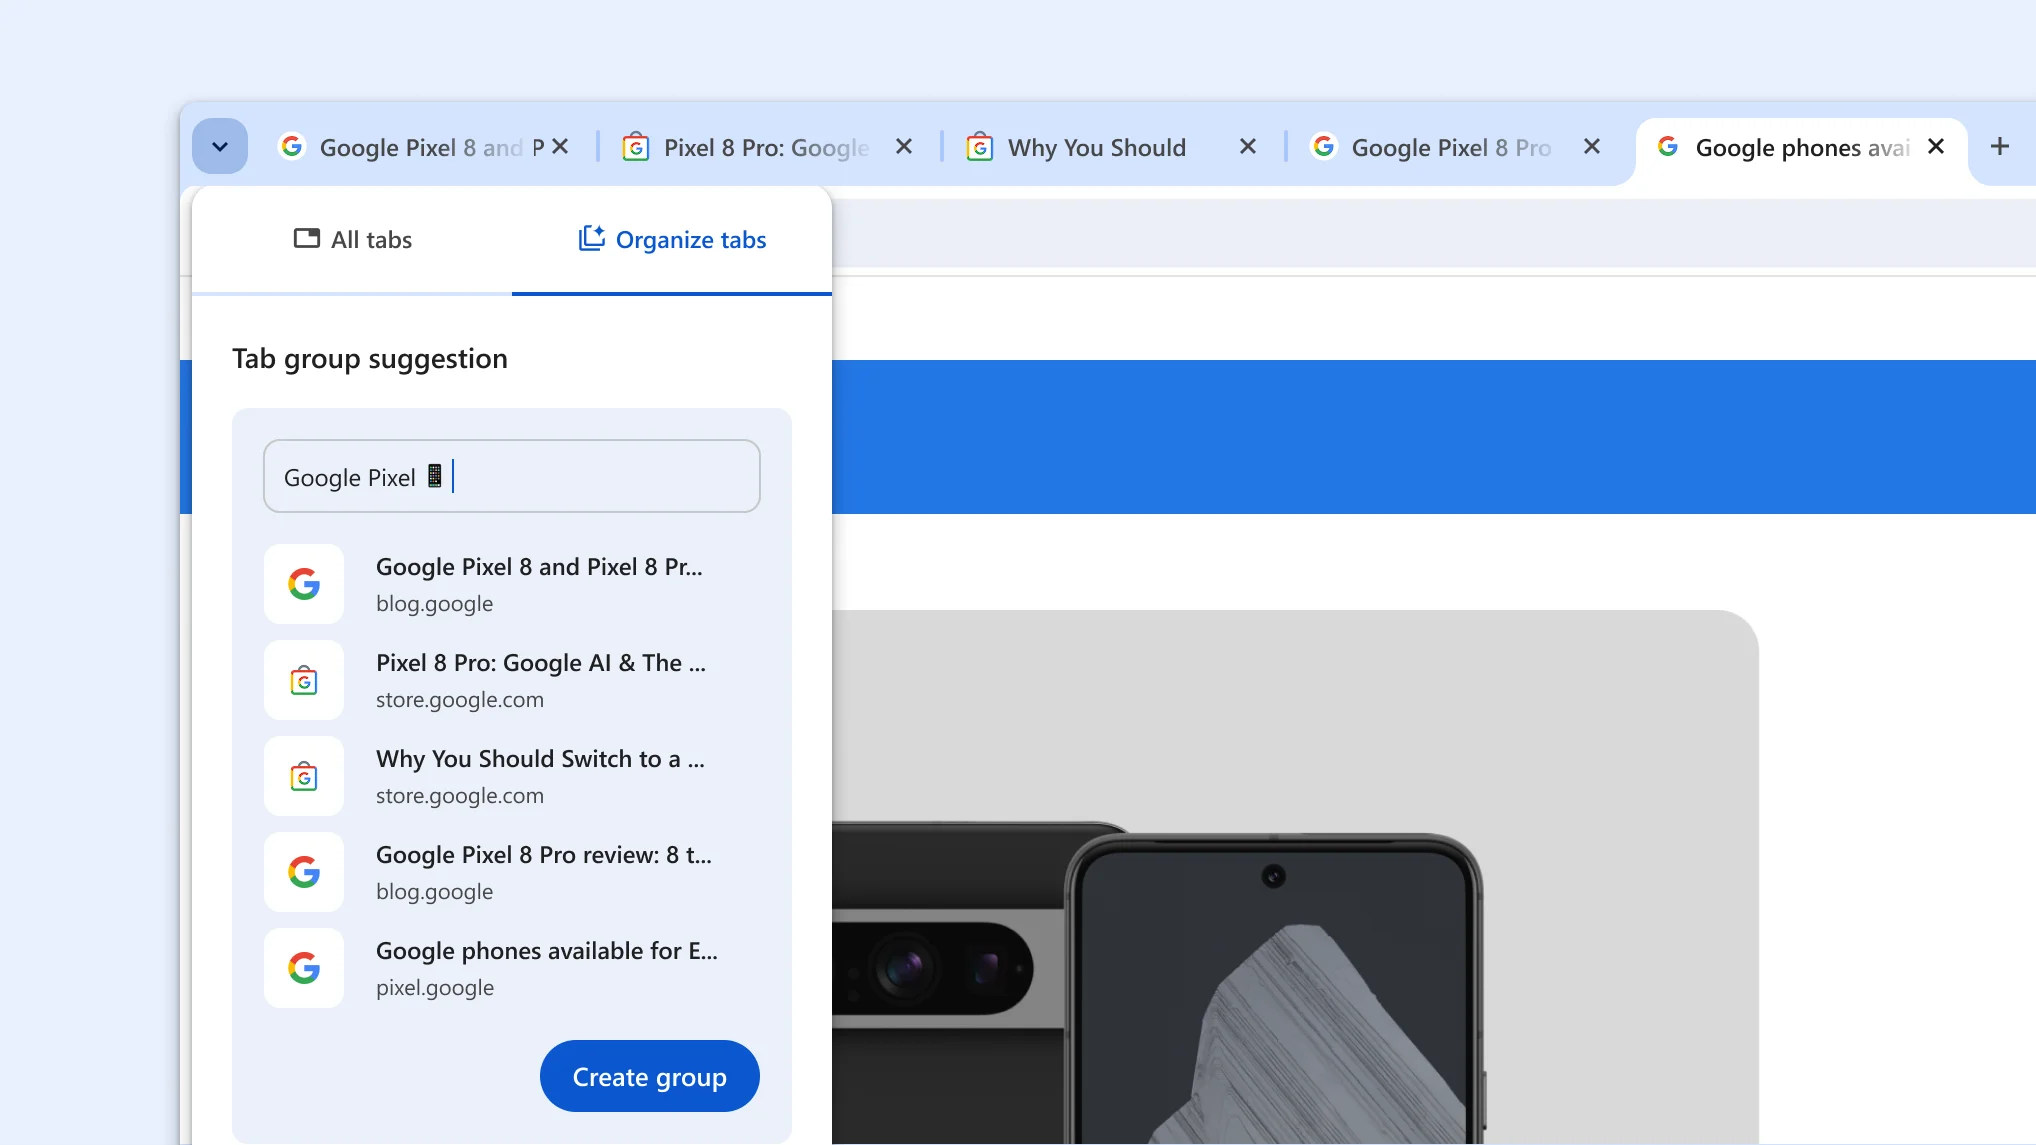 Google Pixel 8 and P
Pixel 8 Pro: Google
Why You Should
Google Pixel 8 Pro
Google phones avai
All tabs
Organize tabs
Tab group suggestion
Google Pixel 📱
Google Pixel 8 and Pixel 8 Pr...
blog.google
Pixel 8 Pro: Google AI & The ...
store.google.com
Why You Should Switch to a ...
store.google.com
Google Pixel 8 Pro review: 8 t...
blog.google
Google phones available for E...
pixel.google
Create group